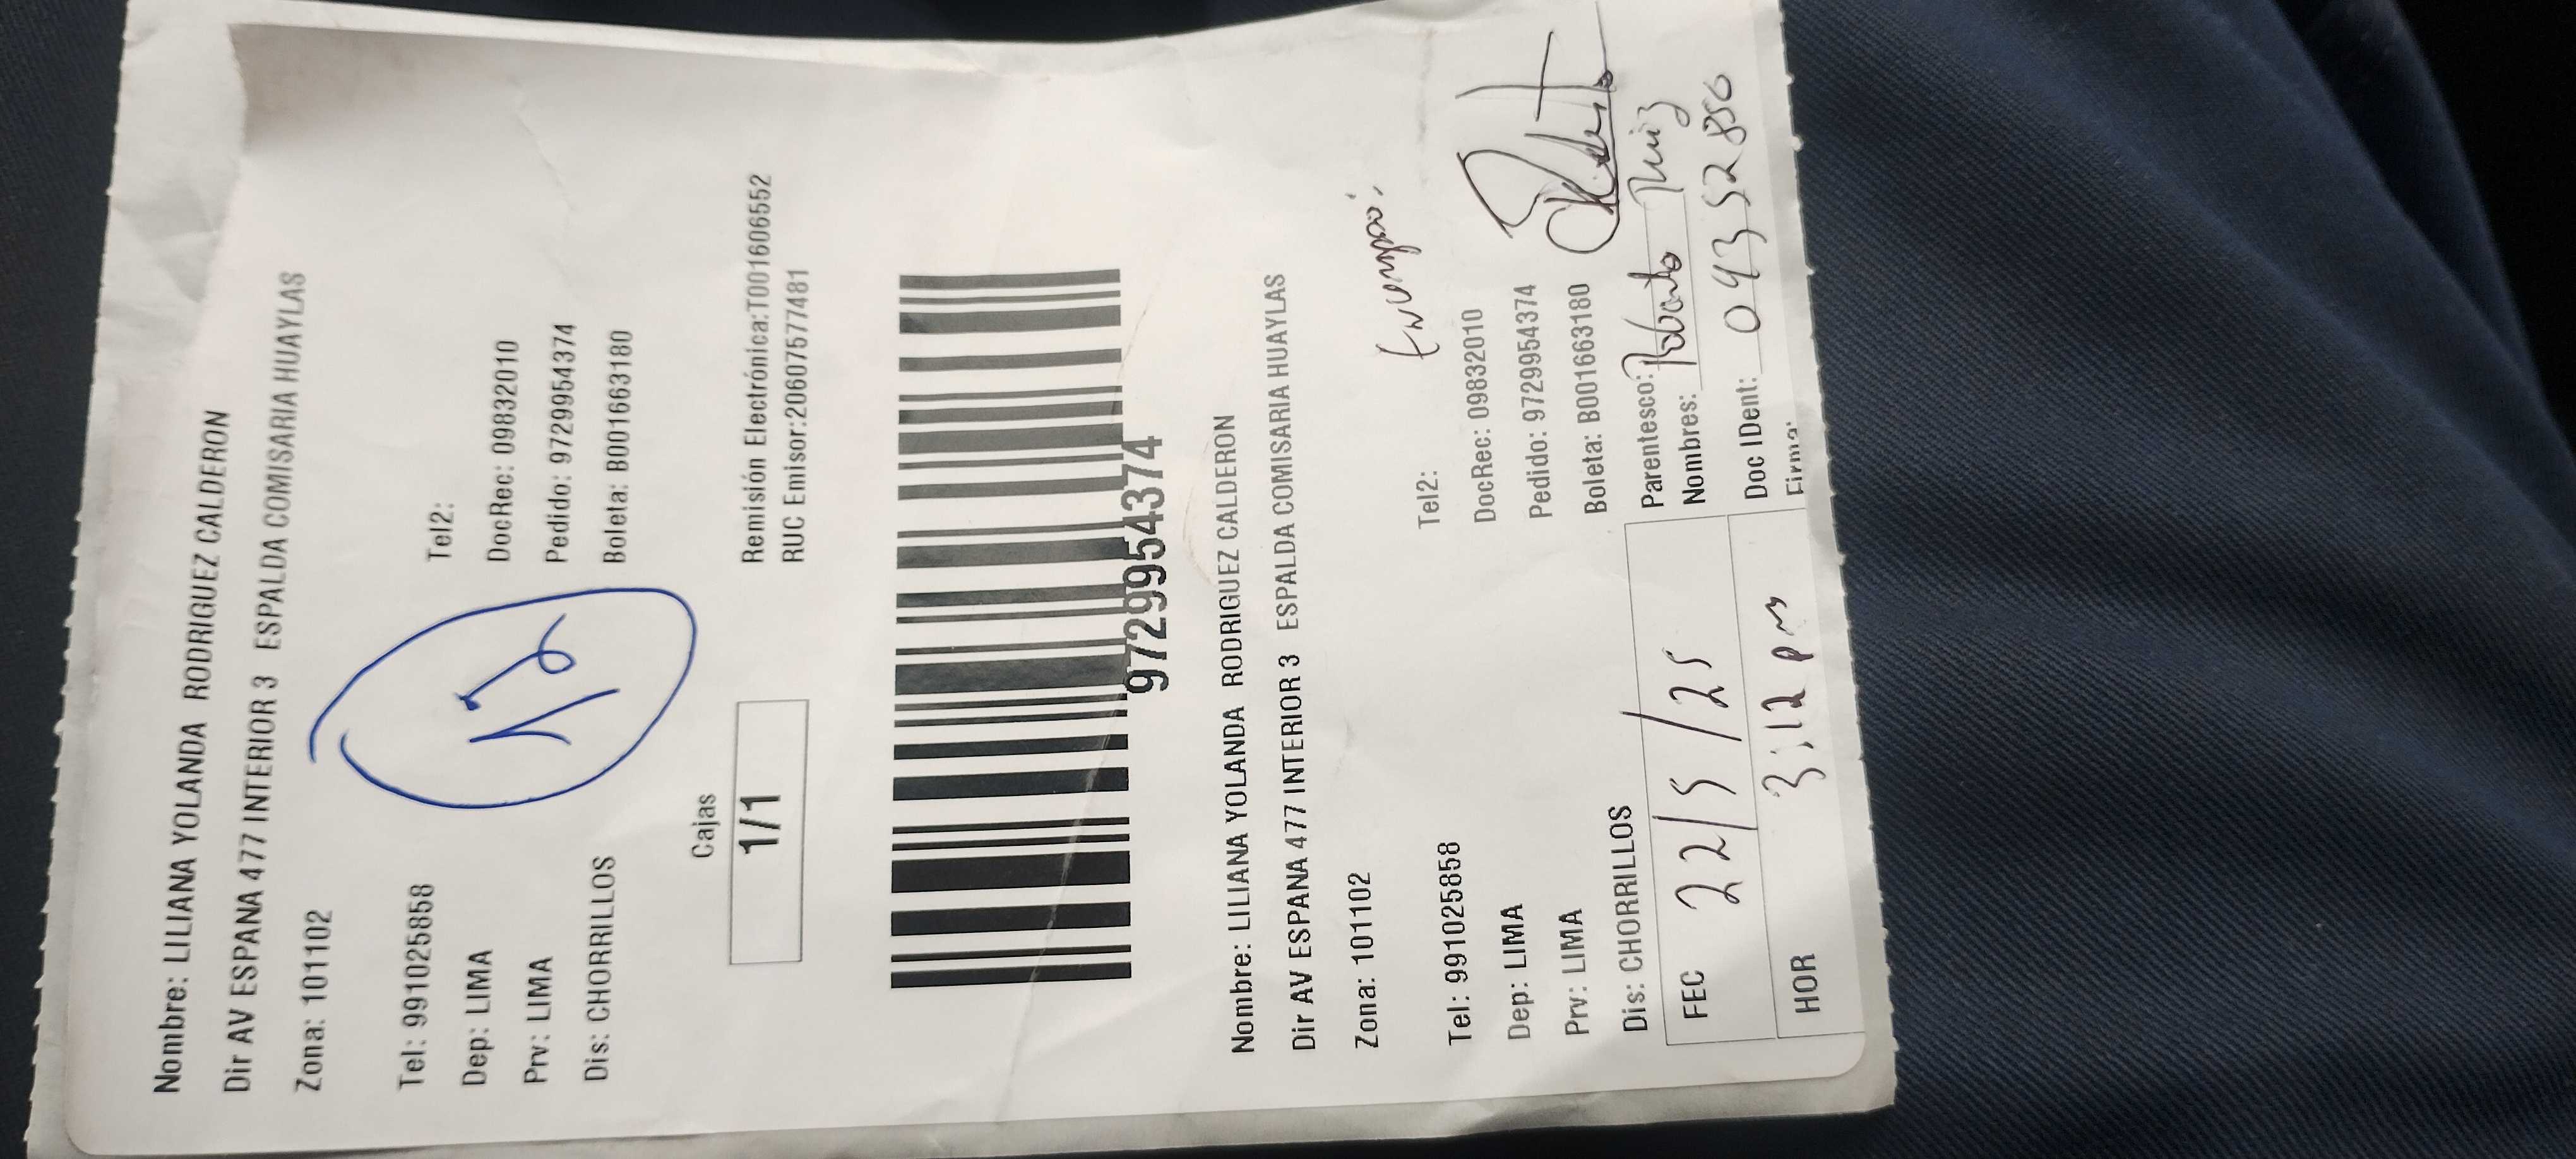 Nombre: LILIANA YOLANDA RODRIGUEZ CALDERON
Dir AV ESPANA 477 INTERIOR 3 ESPALDA COMISARIA HUAYLAS
Zona: 101102
Tel: 991025858 Tel2:
Dep: LIMA DocRec: 09832010
Prv: LIMA Pedido: 9729954374
Dis: CHORRILLOS Boleta: B001663180
Cajas
1/1
Remisión Electrónica:T001606552
RUC Emisor:20607577481
9729954374
Nombre: LILIANA YOLANDA RODRIGUEZ CALDERON
Dir AV ESPANA 477 INTERIOR 3 ESPALDA COMISARIA HUAYLAS
Zona: 101102
Tel: 991025858 Tel2:
Dep: LIMA DocRec: 09832010
Prv: LIMA Pedido: 9729954374
Dis: CHORRILLOS Boleta: B001663180
FEC 22/5/25
HOR 3:12 pm
Parentesco:
Nombres: Roberto Ruiz
Doc IDent:
Firma: